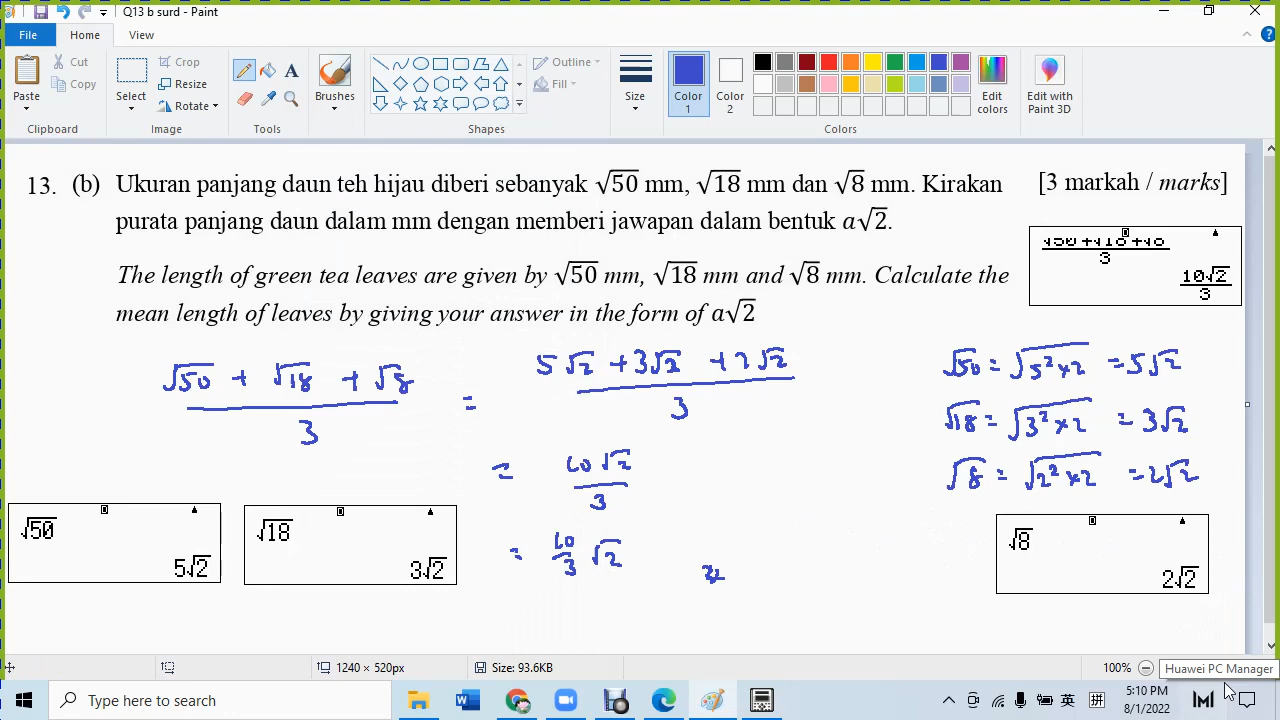 Q13 b surd - Paint
File Home View
Paste
Cut
Copy
Clipboard
Select
Crop
Resize
Rotate
Image
A
Tools
Brushes
Outline
Fill
Shapes
Size
Color 1
Color 2
Edit colors
Colors
Edit with Paint 3D
13. (b) Ukuran panjang daun teh hijau diberi sebanyak √50 mm, √18 mm dan √8 mm. Kirakan [3 markah / marks]
purata panjang daun dalam mm dengan memberi jawapan dalam bentuk a√2.
The length of green tea leaves are given by √50 mm, √18 mm and √8 mm. Calculate the
mean length of leaves by giving your answer in the form of a√2
√50+√18+√8
3
10√2
3
√50 + √18 + √8
3
= 5√2 + 3√2 + 2√2
3
= 10√2
3
= 10/3 √2
√50 = √5²×2 = 5√2
√18 = √3²×2 = 3√2
√8 = √2²×2 = 2√2
√50
5√2
√18
3√2
√8
2√2
1240 × 520px
Size: 93.6KB
100%
Huawei PC Manager
Type here to search
英
拼
5:10 PM
8/1/2022